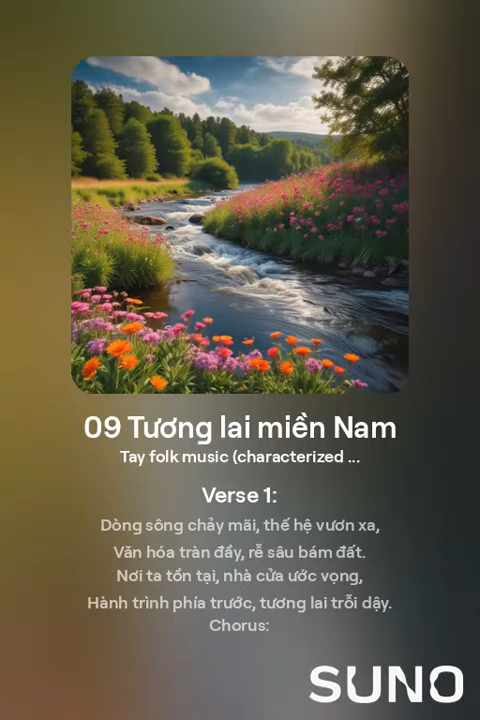 09 Tương lai miền Nam
Tay folk music (characterized ...
Verse 1:
Dòng sông chảy mãi, thế hệ vươn xa,
Văn hóa tràn đầy, rễ sâu bám đất.
Nơi ta tồn tại, nhà cửa ước vọng,
Hành trình phía trước, tương lai trỗi dậy.
Chorus:
SUNO